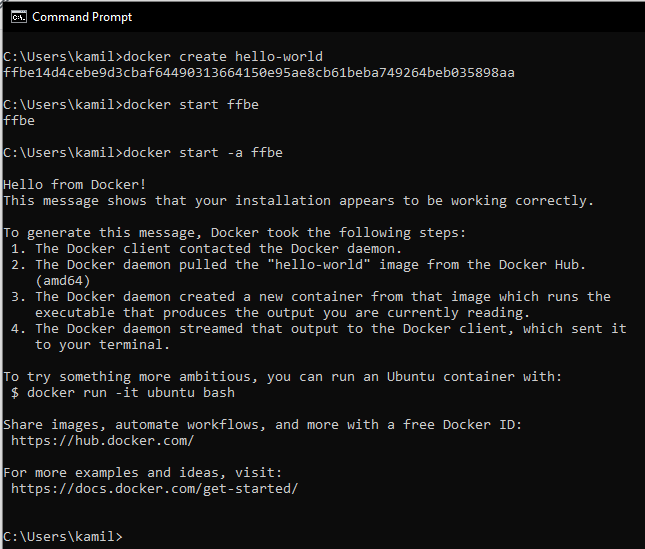 Command Prompt
C:\Users\kamil>docker create hello-world
ffbe14d4cebe9d3cbaf64490313664150e95ae8cb61beba749264beb035898aa
C:\Users\kamil>docker start ffbe
ffbe
C:\Users\kamil>docker start -a ffbe
Hello from Docker!
This message shows that your installation appears to be working correctly.
To generate this message, Docker took the following steps:
1. The Docker client contacted the Docker daemon.
2. The Docker daemon pulled the "hello-world" image from the Docker Hub.
(amd64)
3. The Docker daemon created a new container from that image which runs the
executable that produces the output you are currently reading.
4. The Docker daemon streamed that output to the Docker client, which sent it
to your terminal.
To try something more ambitious, you can run an Ubuntu container with:
$ docker run -it ubuntu bash
Share images, automate workflows, and more with a free Docker ID:
https://hub.docker.com/
For more examples and ideas, visit:
https://docs.docker.com/get-started/
C:\Users\kamil>